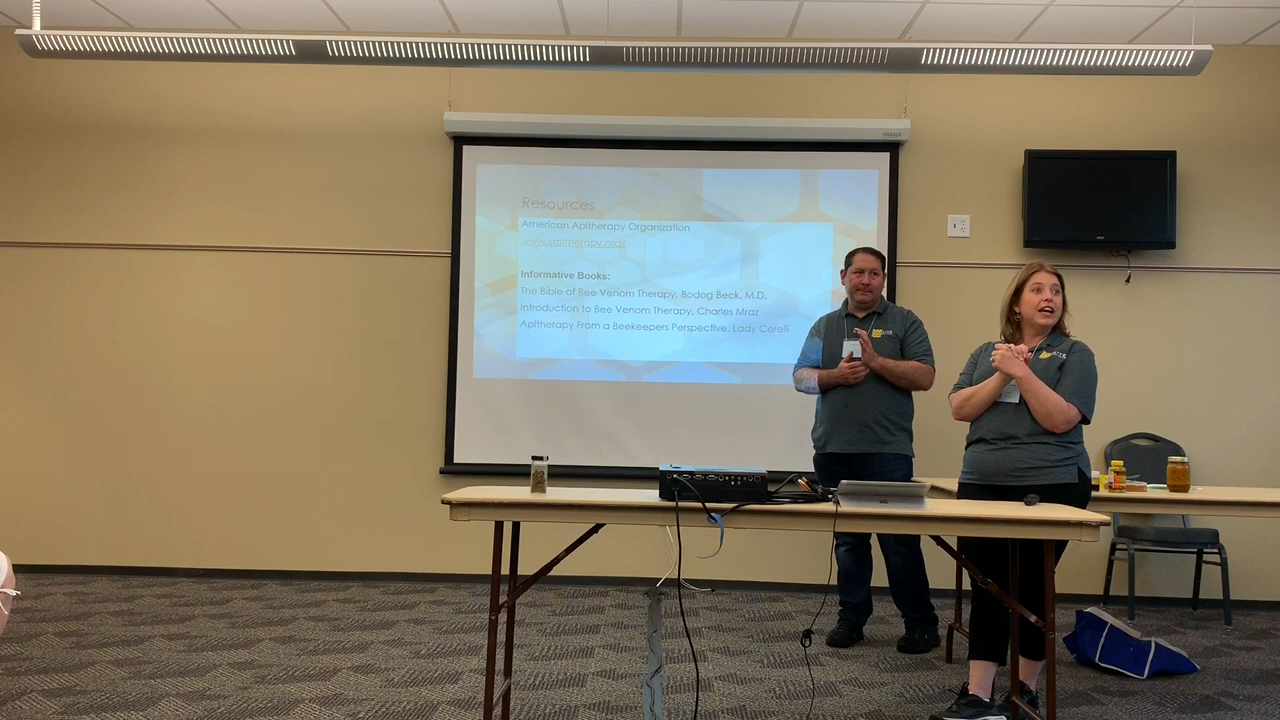 Resources
American Apitherapy Organization
www.apitherapy.org/
Informative Books:
The Bible of Bee Venom Therapy, Bodog Beck, M.D.
Introduction to Bee Venom Therapy, Charles Mraz
Apitherapy From a Beekeepers Perspective, Lady Cerelli